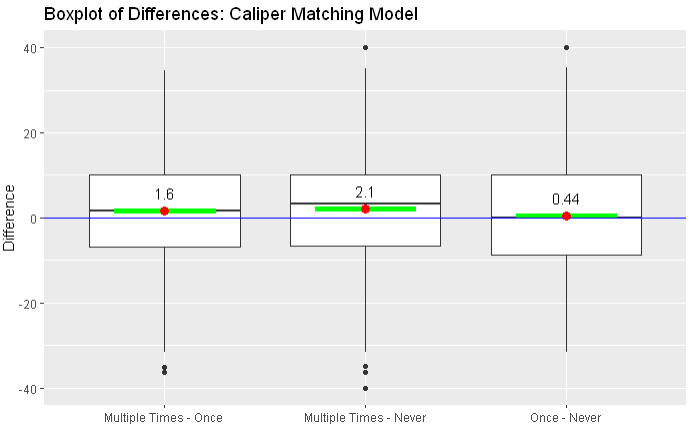 Boxplot of Differences: Caliper Matching Model
Difference
40
20
0
-20
-40
1.6
2.1
0.44
Multiple Times - Once
Multiple Times - Never
Once - Never